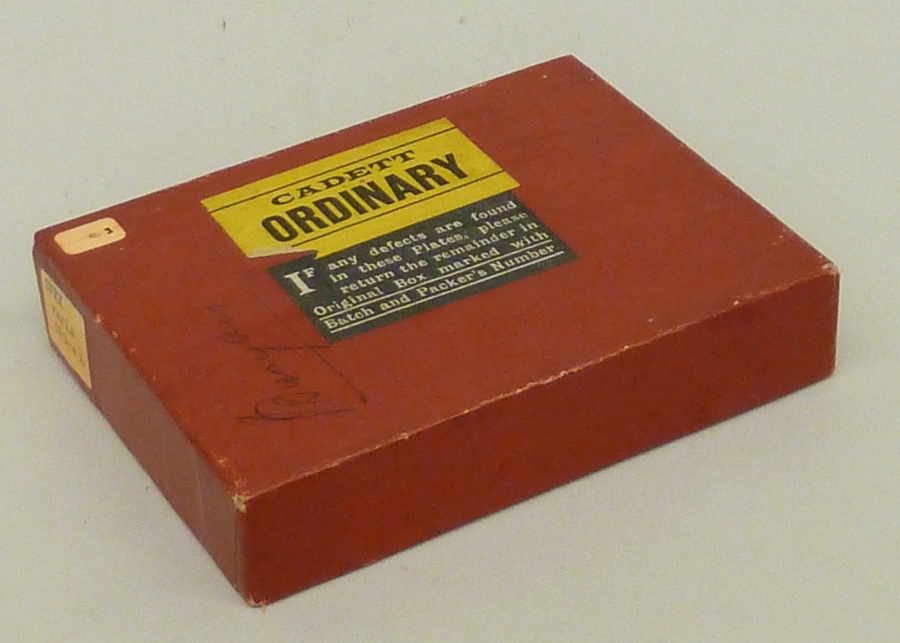 CADETT
ORDINARY
IF any defects are found
in these Plates, please
return the remainder in
Original Box marked with
Batch and Packer's Number